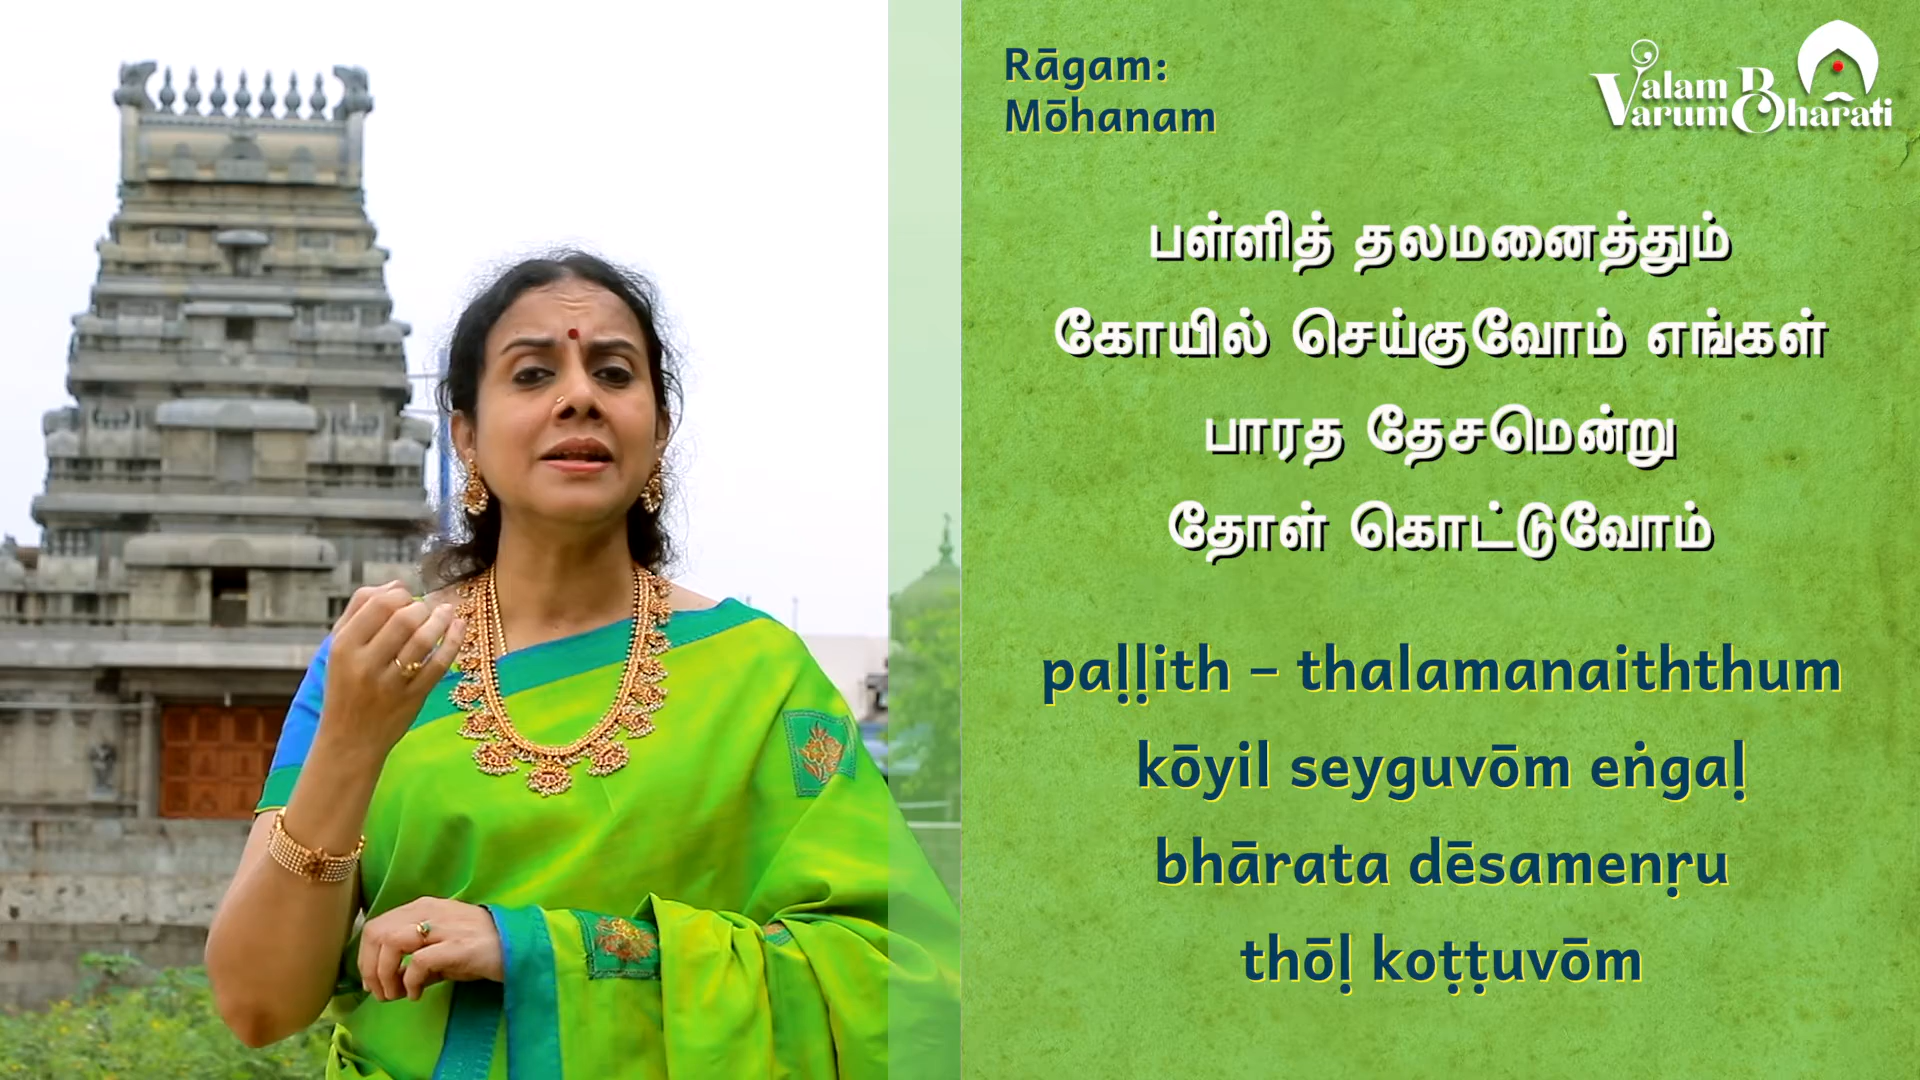 Rāgam:
Mōhanam
Valam
Varum Bharati
பள்ளித் தலமனைத்தும்
கோயில் செய்குவோம் எங்கள்
பாரத தேசமென்று
தோள் கொட்டுவோம்
paḷḷith – thalamanaiththum
kōyil seyguvōm eṅgaḷ
bhārata dēsamenṛu
thōḷ koṭṭuvōm